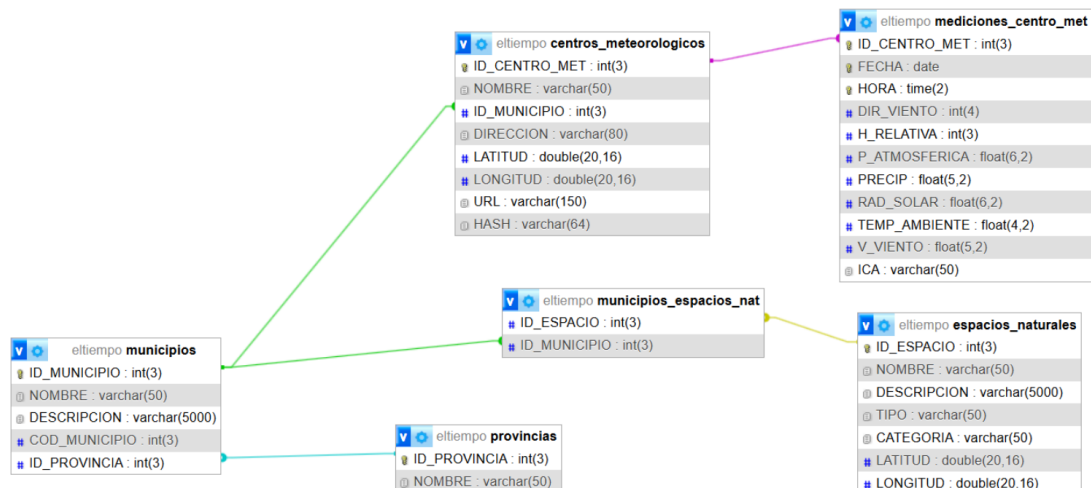 eltiempo mediciones_centro_met
ID_CENTRO_MET : int(3)
FECHA : date
HORA : time(2)
DIR_VIENTO : int(4)
H_RELATIVA : int(3)
P_ATMOSFERICA : float(6,2)
PRECIP : float(5,2)
RAD_SOLAR : float(6,2)
TEMP_AMBIENTE : float(4,2)
V_VIENTO : float(5,2)
ICA : varchar(50)
eltiempo centros_meteorologicos
ID_CENTRO_MET : int(3)
NOMBRE : varchar(50)
ID_MUNICIPIO : int(3)
DIRECCION : varchar(80)
LATITUD : double(20,16)
LONGITUD : double(20,16)
URL : varchar(150)
HASH : varchar(64)
eltiempo municipios_espacios_nat
ID_ESPACIO : int(3)
ID_MUNICIPIO : int(3)
eltiempo espacios_naturales
ID_ESPACIO : int(3)
NOMBRE : varchar(50)
DESCRIPCION : varchar(5000)
TIPO : varchar(50)
CATEGORIA : varchar(50)
LATITUD : double(20,16)
LONGITUD : double(20,16)
eltiempo municipios
ID_MUNICIPIO : int(3)
NOMBRE : varchar(50)
DESCRIPCION : varchar(5000)
COD_MUNICIPIO : int(3)
ID_PROVINCIA : int(3)
eltiempo provincias
ID_PROVINCIA : int(3)
NOMBRE : varchar(50)